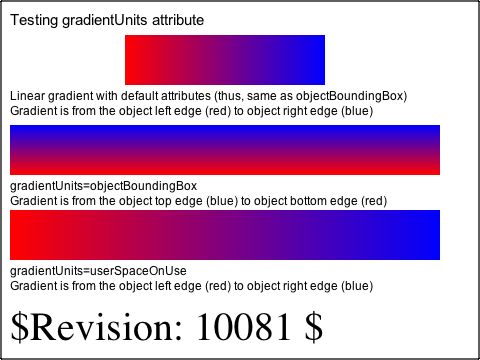 Testing gradientUnits attribute
Linear gradient with default attributes (thus, same as objectBoundingBox)
Gradient is from the object left edge (red) to object right edge (blue)
gradientUnits=objectBoundingBox
Gradient is from the object top edge (blue) to object bottom edge (red)
gradientUnits=userSpaceOnUse
Gradient is from the object left edge (red) to object right edge (blue)
$Revision: 10081 $